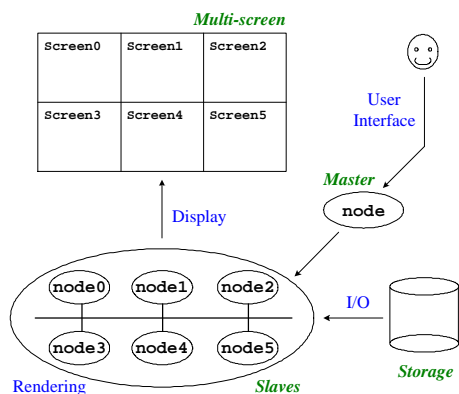 Multi-screen
Screen0 Screen1 Screen2
Screen3 Screen4 Screen5
User
Interface
Master
node
Display
node0 node1 node2
I/O
node3 node4 node5
Storage
Rendering
Slaves